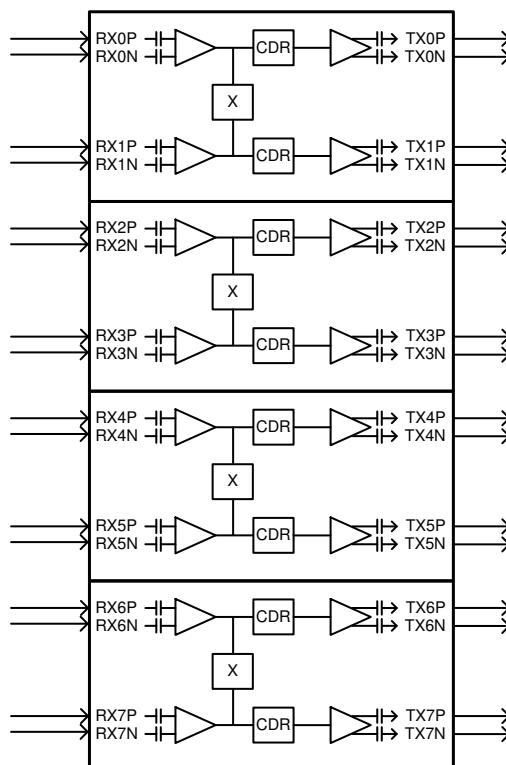 RX0P CDR TX0P
RX0N TX0N
X
RX1P CDR TX1P
RX1N TX1N
RX2P CDR TX2P
RX2N TX2N
X
RX3P CDR TX3P
RX3N TX3N
RX4P CDR TX4P
RX4N TX4N
X
RX5P CDR TX5P
RX5N TX5N
RX6P CDR TX6P
RX6N TX6N
X
RX7P CDR TX7P
RX7N TX7N